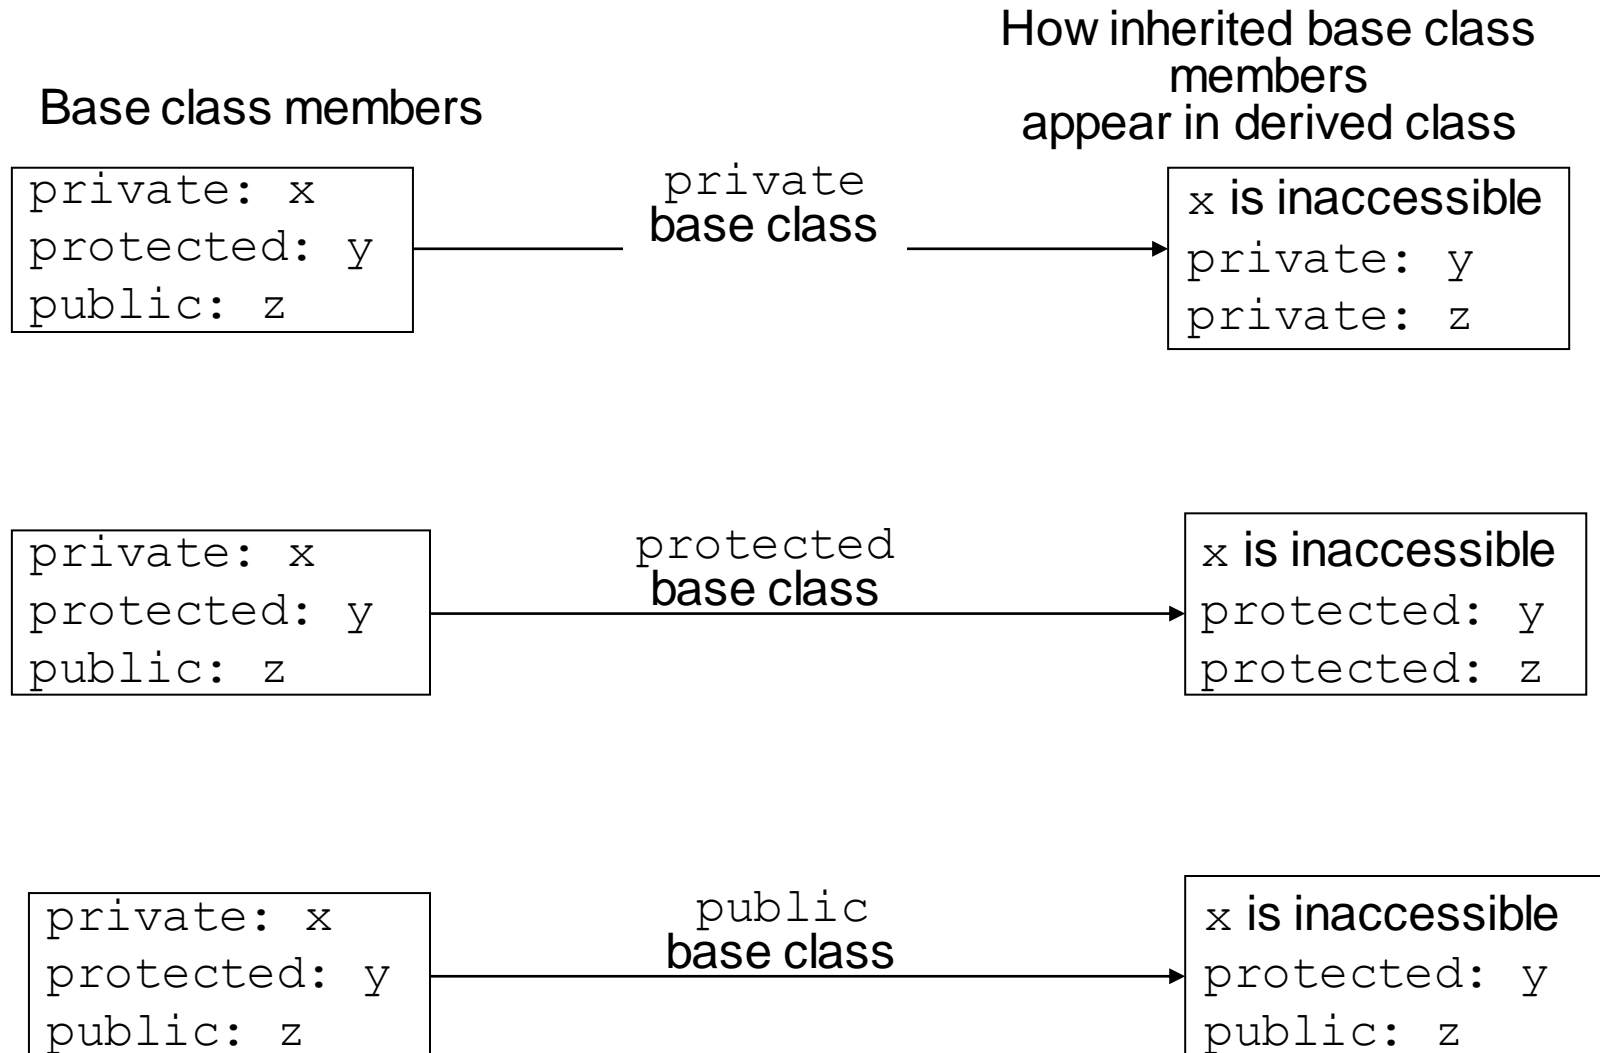 How inherited base class
members
appear in derived class
Base class members
private: x
protected: y
public: z
private
base class
x is inaccessible
private: y
private: z
private: x
protected: y
public: z
protected
base class
x is inaccessible
protected: y
protected: z
private: x
protected: y
public: z
public
base class
x is inaccessible
protected: y
public: z